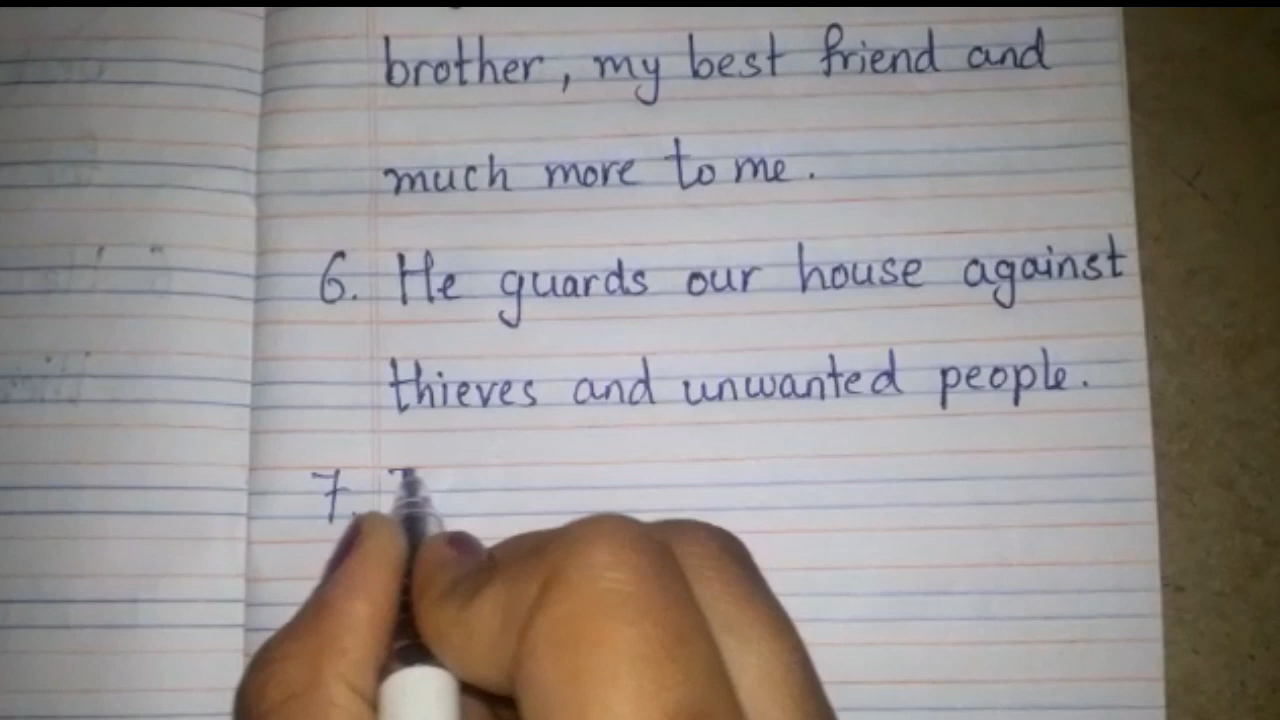 brother, my best friend and
much more to me.
6. He guards our house against
thieves and unwanted people.
7.